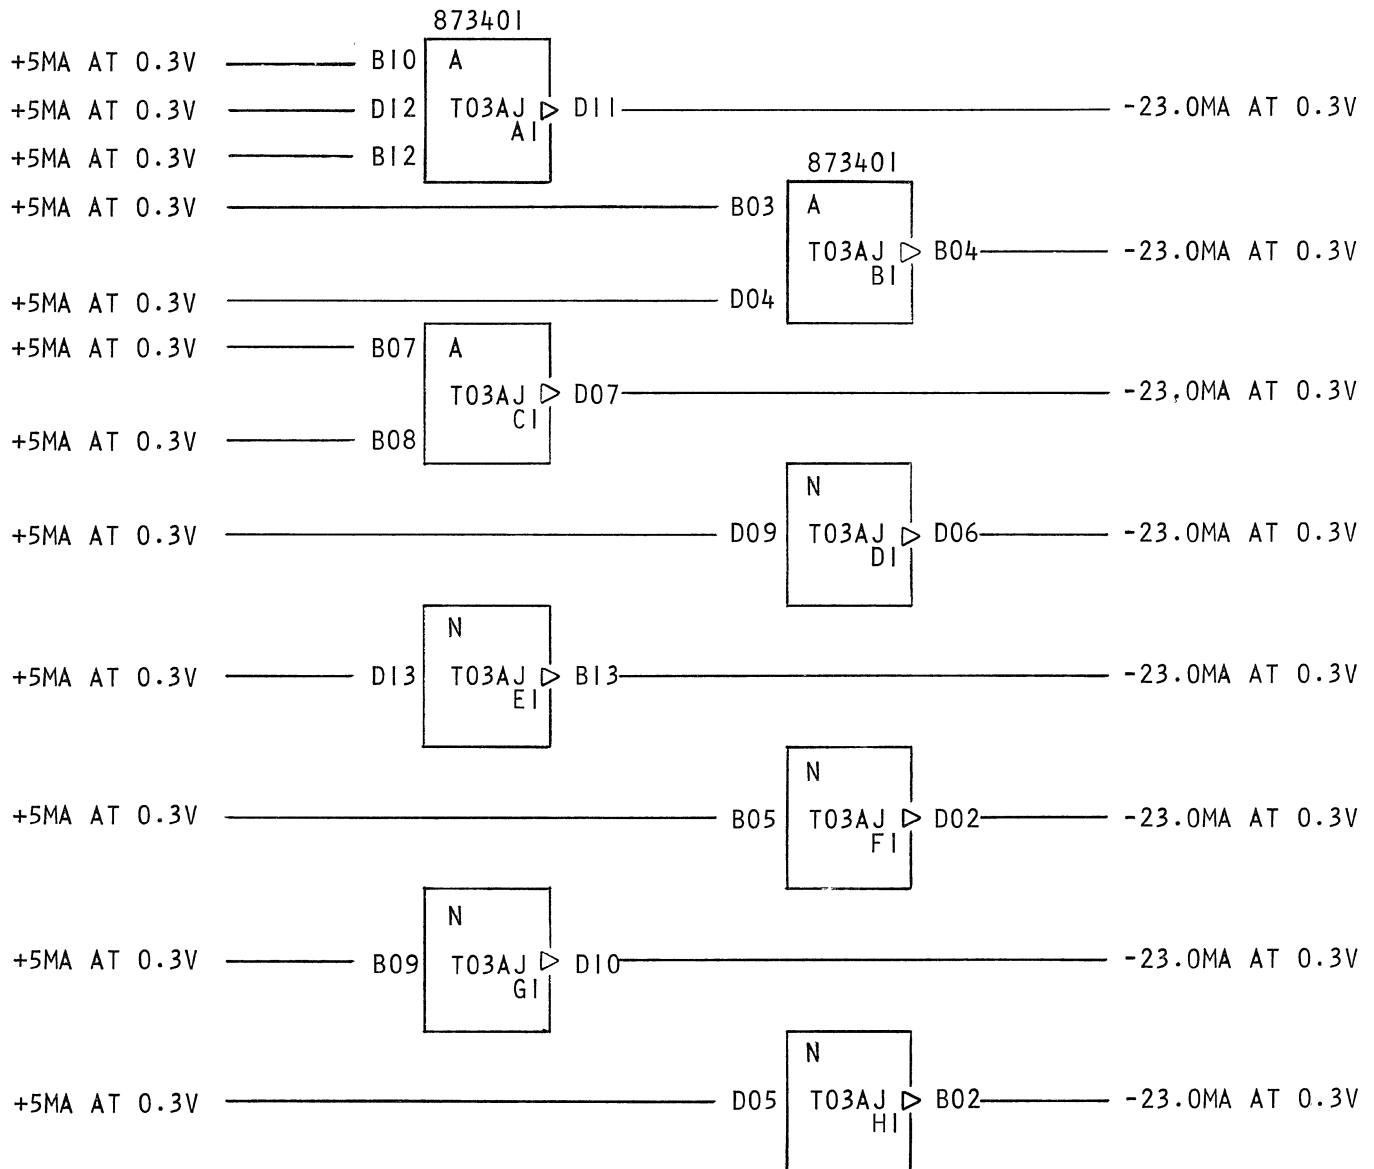 873401
+5MA AT 0.3V B10 A
+5MA AT 0.3V D12 T03AJ D11 -23.0MA AT 0.3V
A1
+5MA AT 0.3V B12
873401
+5MA AT 0.3V B03 A
T03AJ B04 -23.0MA AT 0.3V
B1
+5MA AT 0.3V D04
+5MA AT 0.3V B07 A
T03AJ D07 -23.0MA AT 0.3V
C1
+5MA AT 0.3V B08
N
+5MA AT 0.3V D09 T03AJ D06 -23.0MA AT 0.3V
D1
N
+5MA AT 0.3V D13 T03AJ B13 -23.0MA AT 0.3V
E1
N
+5MA AT 0.3V B05 T03AJ D02 -23.0MA AT 0.3V
F1
N
+5MA AT 0.3V B09 T03AJ D10 -23.0MA AT 0.3V
G1
N
+5MA AT 0.3V D05 T03AJ B02 -23.0MA AT 0.3V
H1